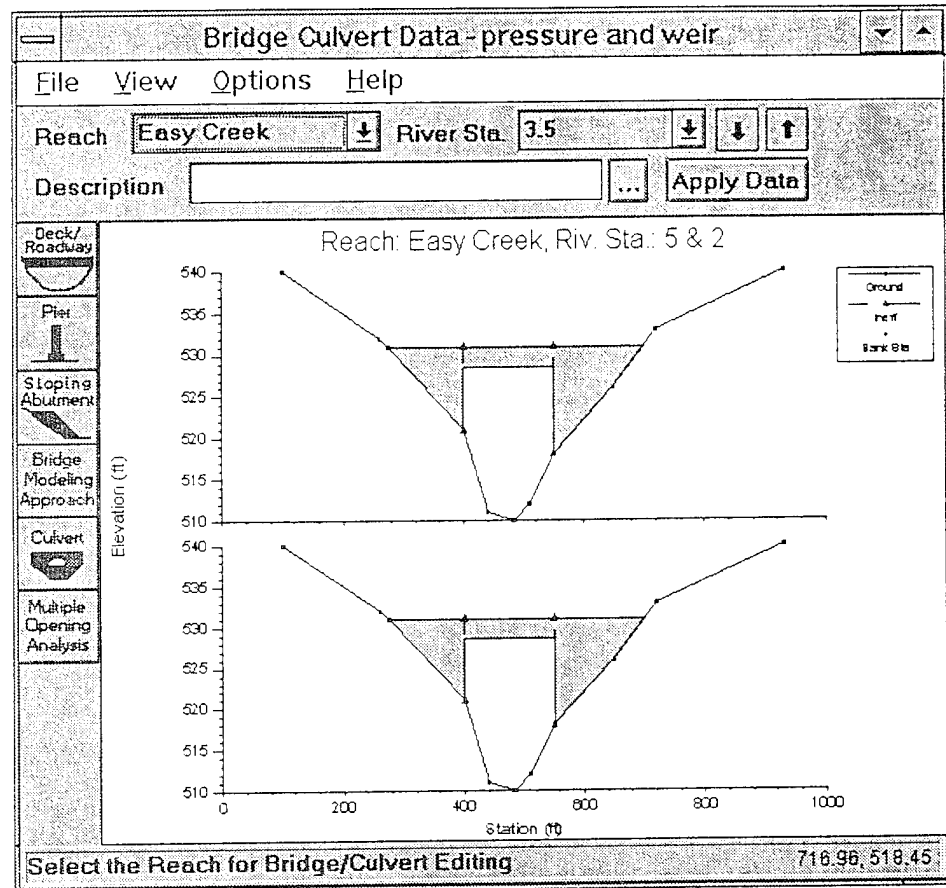 Bridge Culvert Data - pressure and weir
File View Options Help
Reach Easy Creek River Sta. 3.5
Description ... Apply Data
Deck/
Roadway
Pier
Sloping
Abutment
Bridge
Modeling
Approach
Culvert
Multiple
Opening
Analysis
Reach: Easy Creek, Riv. Sta.: 5 & 2
Elevation (ft)
540
535
530
525
520
515
510
Ground
Ineff
Bank Sta
540
535
530
525
520
515
510
0 200 400 600 800 1000
Station (ft)
Select the Reach for Bridge/Culvert Editing 716.96, 518.45